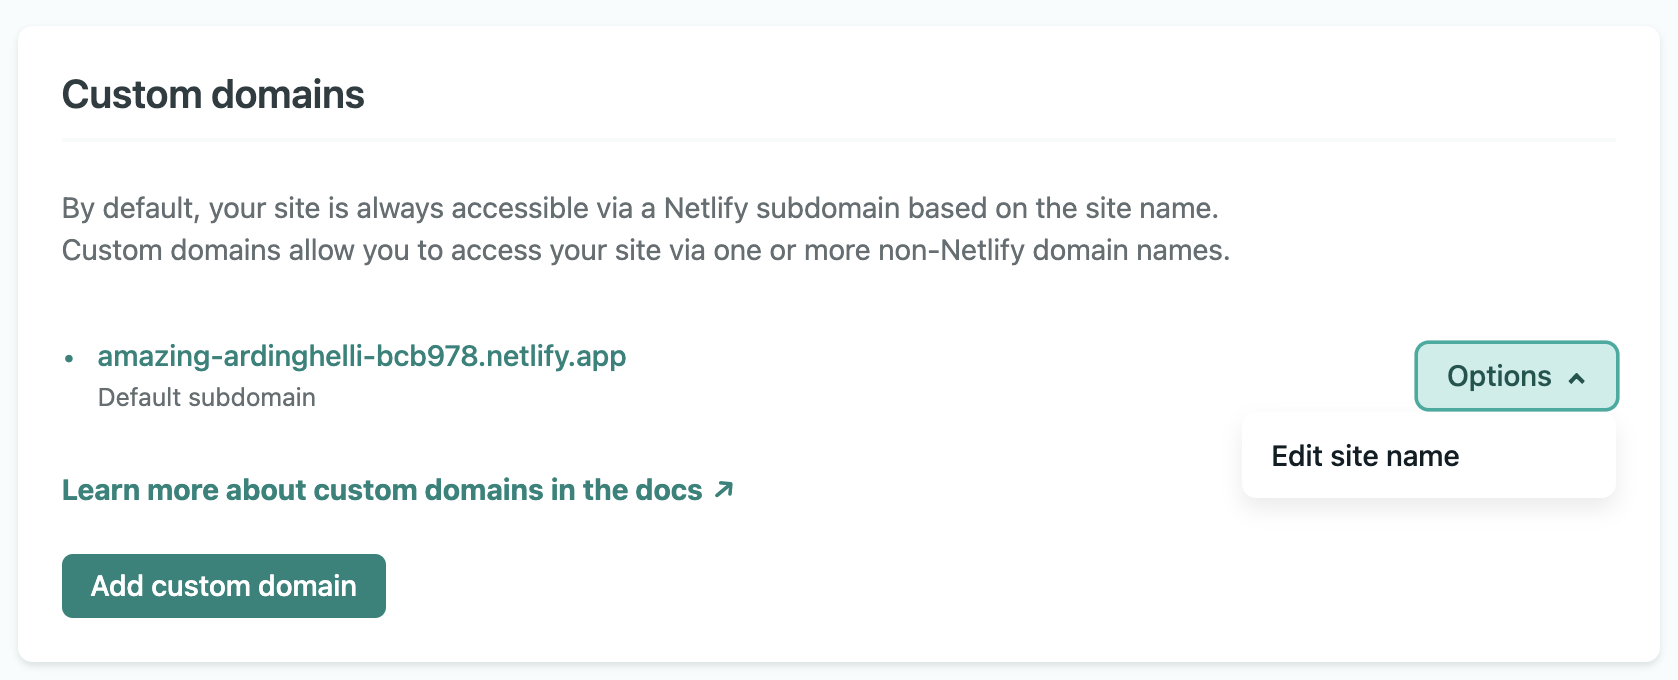 Custom domains
By default, your site is always accessible via a Netlify subdomain based on the site name.
Custom domains allow you to access your site via one or more non-Netlify domain names.
• amazing-ardinghelli-bcb978.netlify.app
Default subdomain
Options
Edit site name
Learn more about custom domains in the docs ↗
Add custom domain